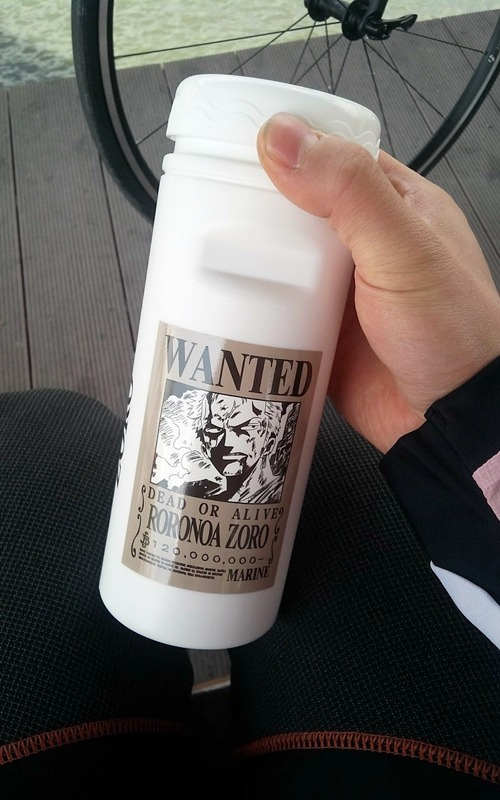 WANTED
DEAD OR ALIVE
RORONOA ZORO
120,000,000-
MARINE